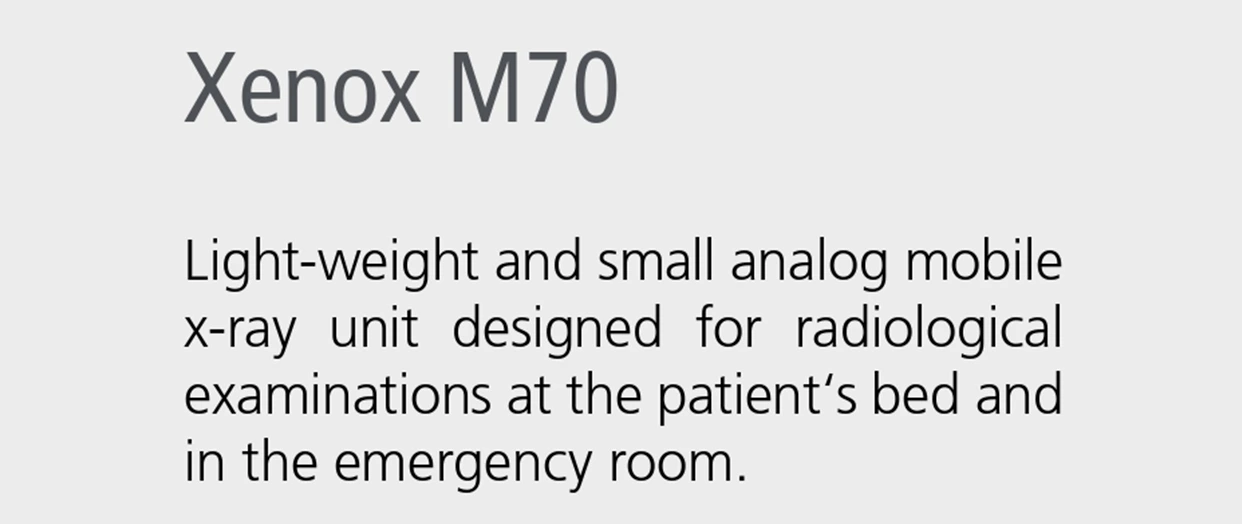 Xenox M70
Light-weight and small analog mobile
x-ray unit designed for radiological
examinations at the patient‘s bed and
in the emergency room.